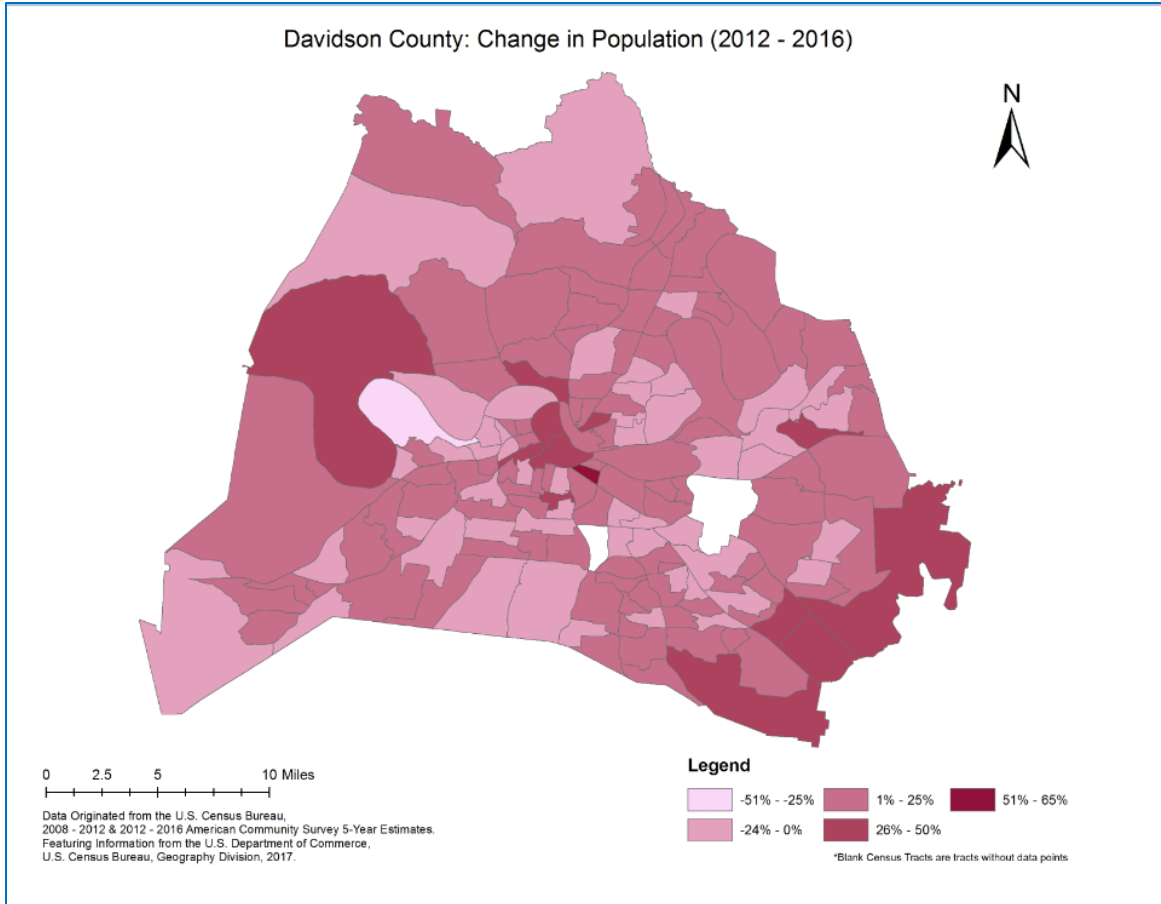 Davidson County: Change in Population (2012 - 2016)
N
0 2.5 5 10 Miles
Data Originated from the U.S. Census Bureau,
2008 - 2012 & 2012 - 2016 American Community Survey 5-Year Estimates.
Featuring Information from the U.S. Department of Commerce,
U.S. Census Bureau, Geography Division, 2017.
Legend
-51% - -25% 1% - 25% 51% - 65%
-24% - 0% 26% - 50%
*Blank Census Tracts are tracts without data points